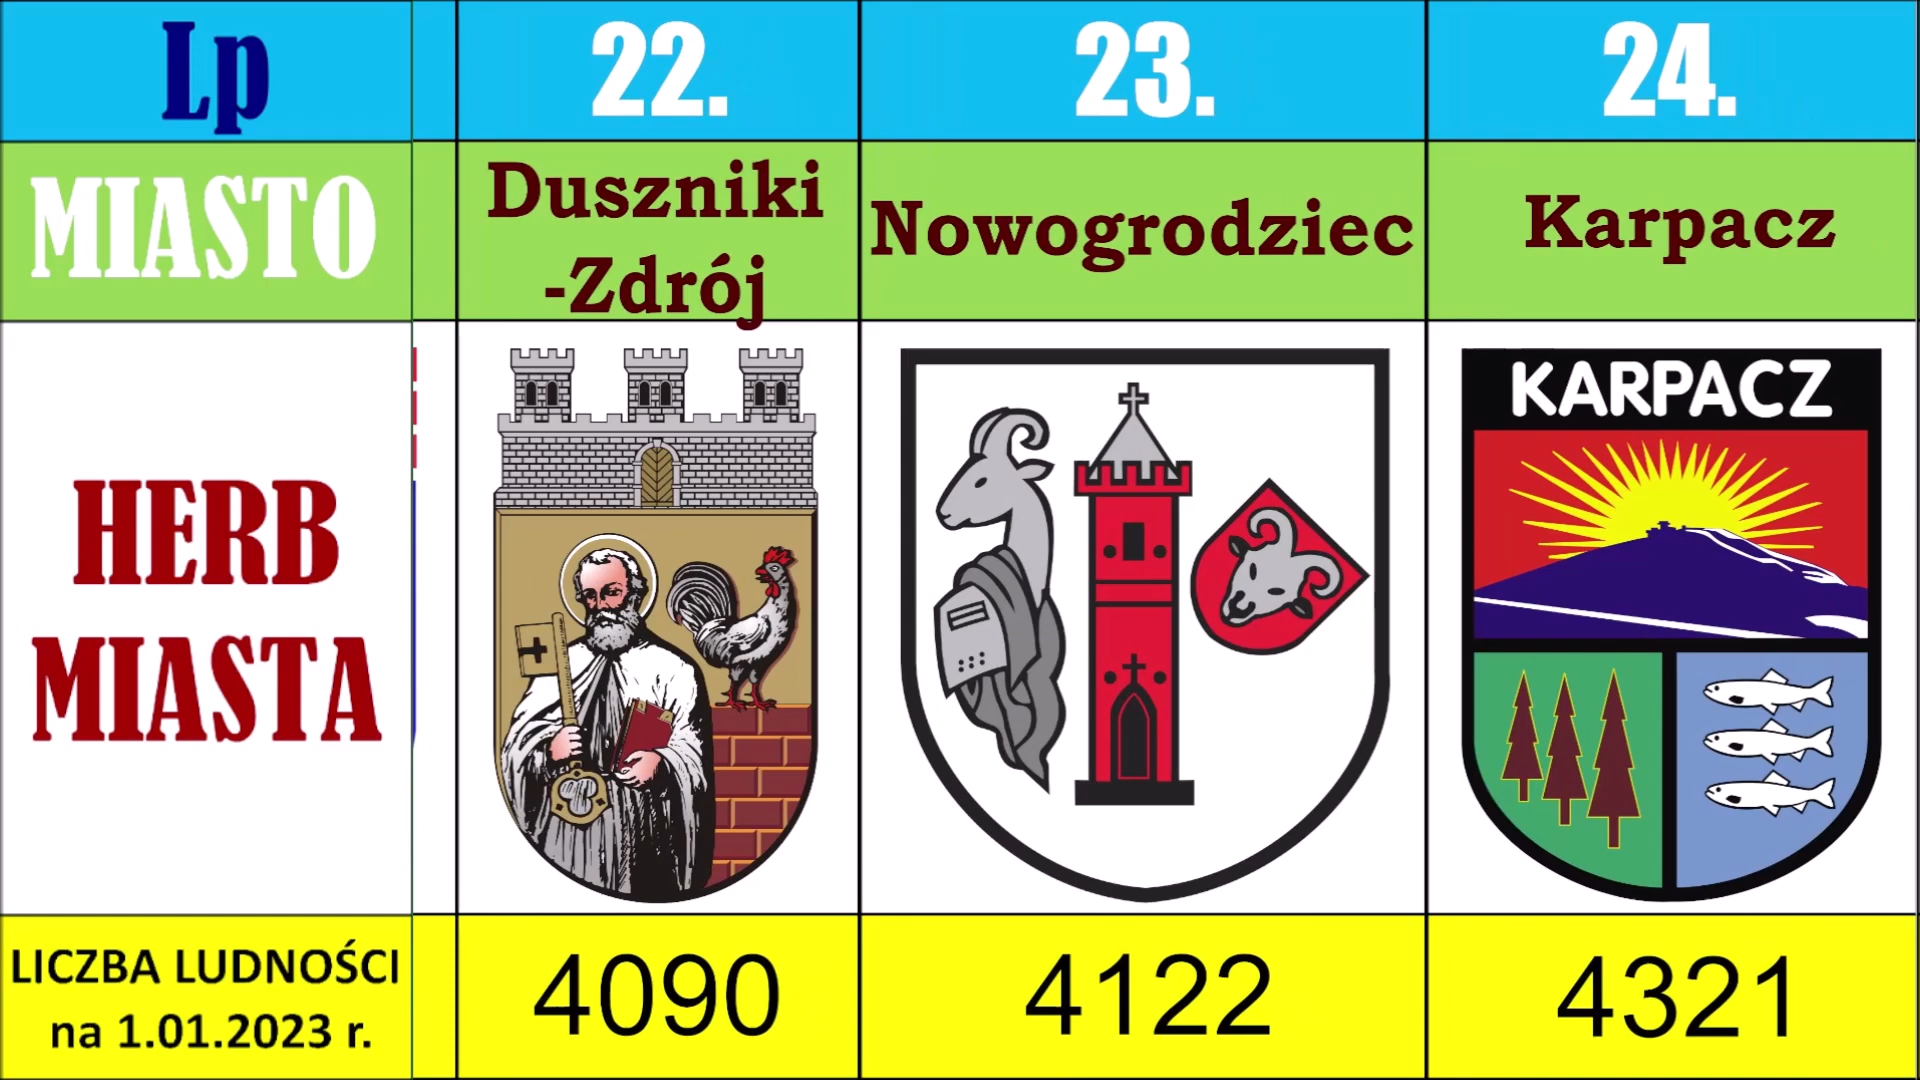 Lp
22.
23.
24.
MIASTO
Duszniki
-Zdrój
Nowogrodziec
Karpacz
HERB
MIASTA
KARPACZ
LICZBA LUDNOŚCI
na 1.01.2023 r.
4090
4122
4321